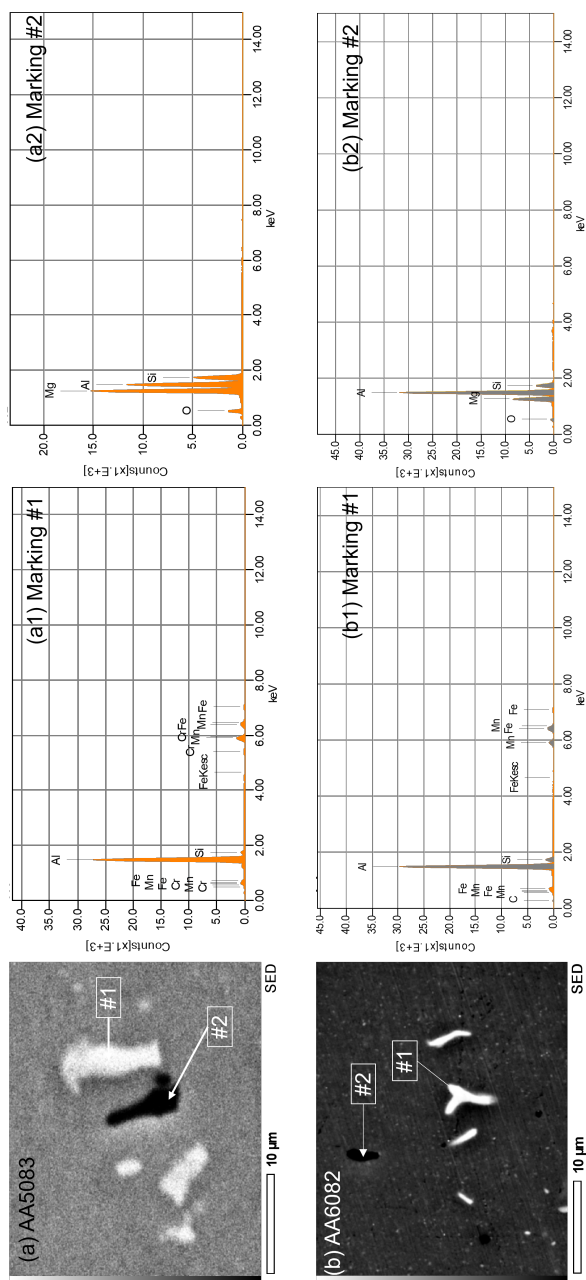 (a) AA5083
#1
#2
10 µm
SED
(a1) Marking #1
Counts[x1.E+3]
40.0
35.0
30.0
25.0
20.0
15.0
10.0
5.0
0.0
Fe
Mn
Fe
Cr
Mn
Cr
Al
Si
FeKesc
Cr
Mn
CrFe
MnFe
0.00
2.00
4.00
6.00
8.00
10.00
12.00
14.00
keV
(a2) Marking #2
Counts[x1.E+3]
20.0
15.0
10.0
5.0
0.0
O
Mg
Al
Si
0.00
2.00
4.00
6.00
8.00
10.00
12.00
14.00
keV
(b) AA6082
#2
#1
10 µm
SED
(b1) Marking #1
Counts[x1.E+3]
45.0
40.0
35.0
30.0
25.0
20.0
15.0
10.0
5.0
0.0
Fe
Mn
Fe
Mn
C
Al
Si
FeKesc
Mn
Fe
Mn
Fe
0.00
2.00
4.00
6.00
8.00
10.00
12.00
14.00
keV
(b2) Marking #2
Counts[x1.E+3]
45.0
40.0
35.0
30.0
25.0
20.0
15.0
10.0
5.0
0.0
O
Mg
Al
Si
0.00
2.00
4.00
6.00
8.00
10.00
12.00
14.00
keV